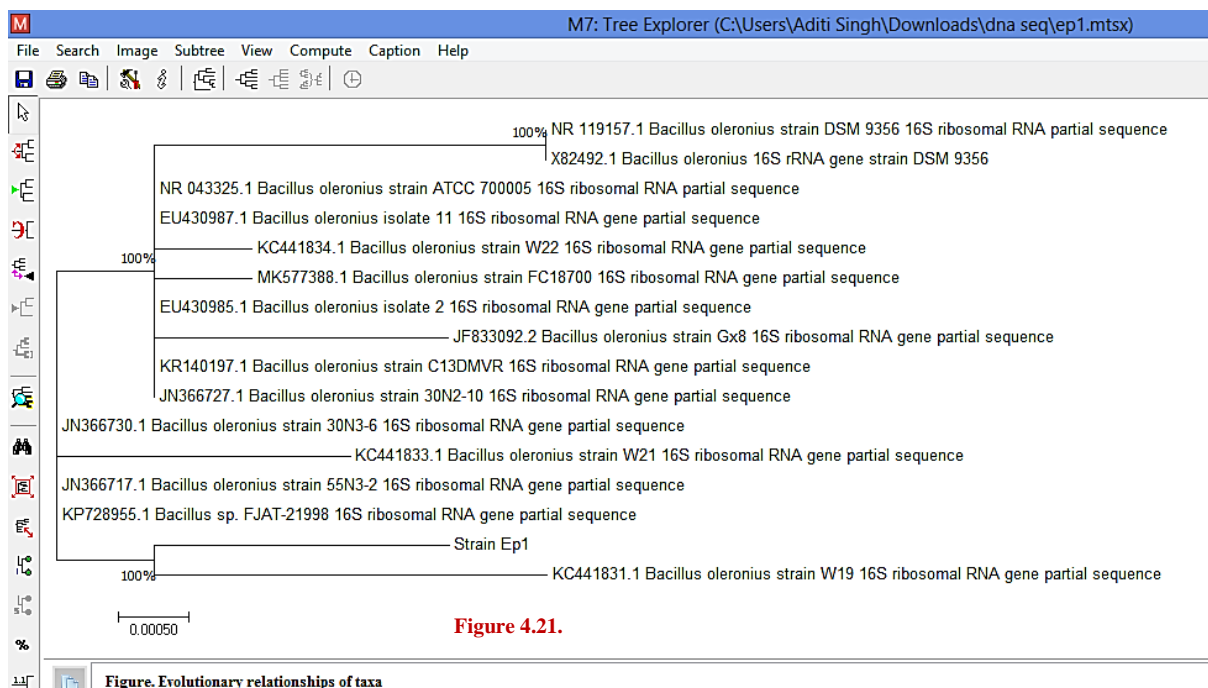 M
M7: Tree Explorer (C:\Users\Aditi Singh\Downloads\dna seq\ep1.mtsx)
File Search Image Subtree View Compute Caption Help
100% NR 119157.1 Bacillus oleronius strain DSM 9356 16S ribosomal RNA partial sequence
X82492.1 Bacillus oleronius 16S rRNA gene strain DSM 9356
NR 043325.1 Bacillus oleronius strain ATCC 700005 16S ribosomal RNA partial sequence
EU430987.1 Bacillus oleronius isolate 11 16S ribosomal RNA gene partial sequence
KC441834.1 Bacillus oleronius strain W22 16S ribosomal RNA gene partial sequence
100%
MK577388.1 Bacillus oleronius strain FC18700 16S ribosomal RNA gene partial sequence
EU430985.1 Bacillus oleronius isolate 2 16S ribosomal RNA gene partial sequence
JF833092.2 Bacillus oleronius strain Gx8 16S ribosomal RNA gene partial sequence
KR140197.1 Bacillus oleronius strain C13DMVR 16S ribosomal RNA gene partial sequence
JN366727.1 Bacillus oleronius strain 30N2-10 16S ribosomal RNA gene partial sequence
JN366730.1 Bacillus oleronius strain 30N3-6 16S ribosomal RNA gene partial sequence
KC441833.1 Bacillus oleronius strain W21 16S ribosomal RNA gene partial sequence
JN366717.1 Bacillus oleronius strain 55N3-2 16S ribosomal RNA gene partial sequence
KP728955.1 Bacillus sp. FJAT-21998 16S ribosomal RNA gene partial sequence
Strain Ep1
100% KC441831.1 Bacillus oleronius strain W19 16S ribosomal RNA gene partial sequence
0.00050
Figure 4.21.
%
Figure. Evolutionary relationships of taxa